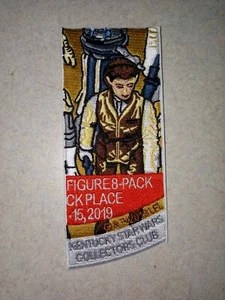 FIGURE 8-PACK
CK PLACE
-15, 2019
KENTUCKY STAR WARS
COLLECTORS CLUB